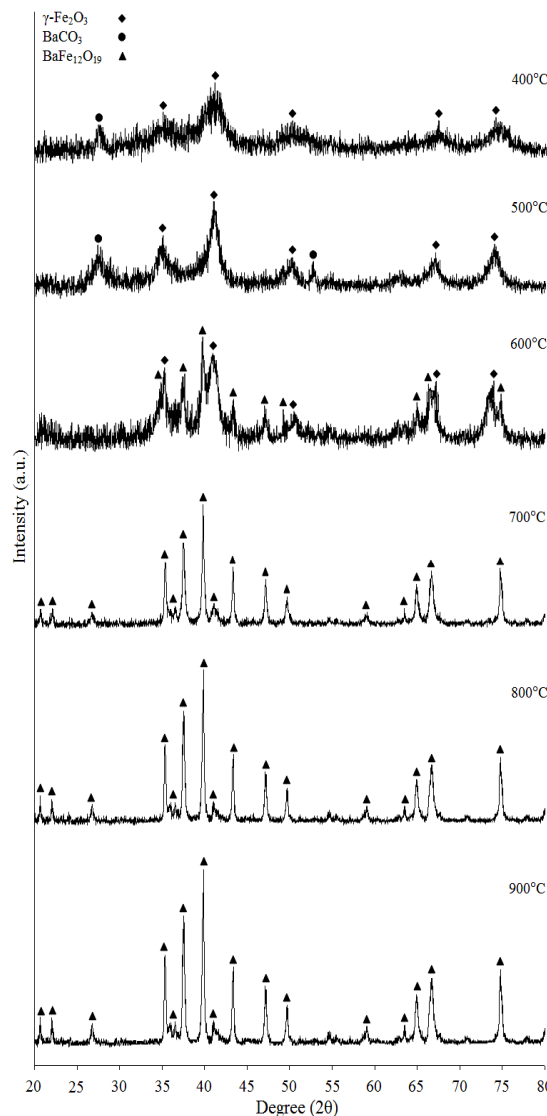 γ-Fe₂O₃
BaCO₃
BaFe₁₂O₁₉
400°C
500°C
600°C
700°C
800°C
900°C
Intensity (a.u.)
20 25 30 35 40 45 50 55 60 65 70 75 80
Degree (2θ)